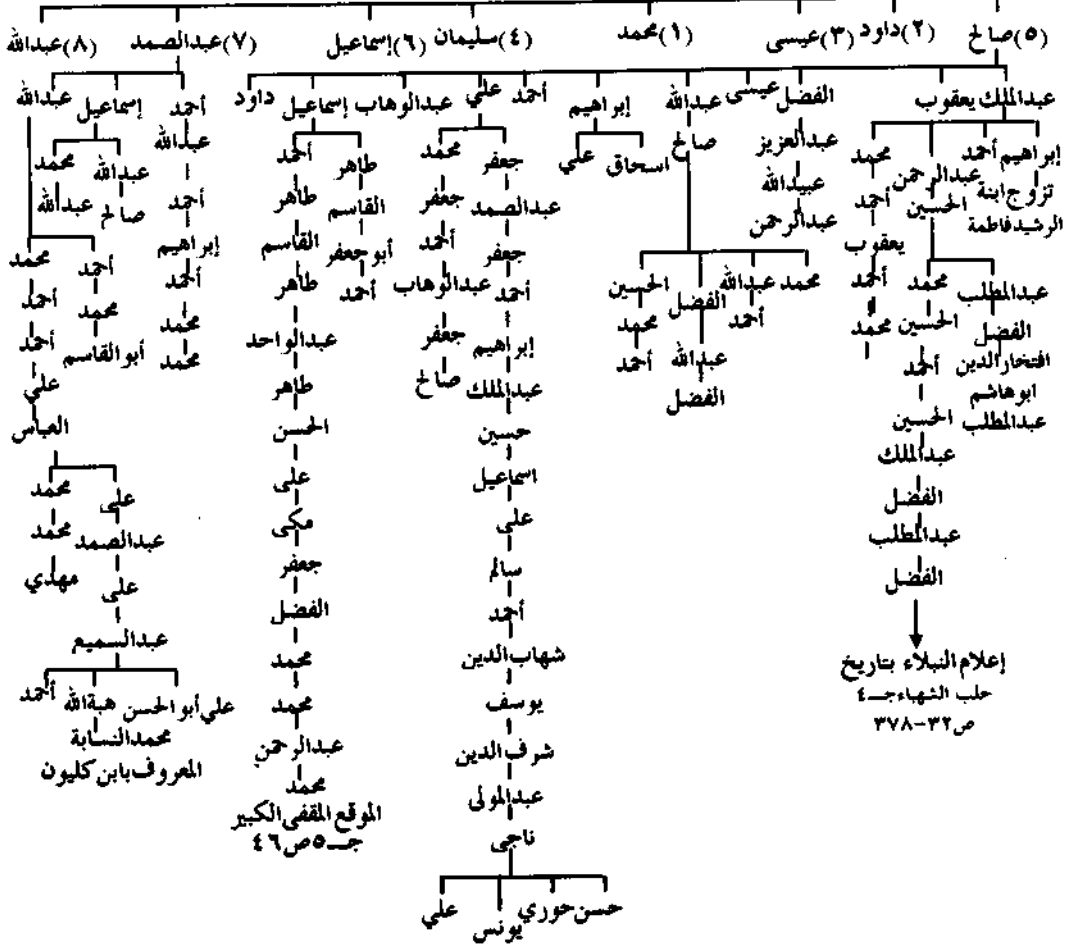 (٥) صالح (٢) داود (٣) عيسى (١) محمد (٤) سليمان (٦) إسماعيل (٧) عبدالصمد (٨) عبدالله
عبدالملك يعقوب الفضل عيسى عبدالله إبراهيم أحمد علي عبدالوهاب إسماعيل داود أحمد إسماعيل عبدالله
إبراهيم أحمد عبدالرحمن محمد
تزوج ابنة
الرشيد فاطمة
الحسين
عبدالمطلب محمد
الفضل الحسين
افتخار الدين
ابو هاشم
عبدالمطلب
أحمد
الحسين
عبدالملك
الفضل
عبدالمطلب
الفضل
إعلام النبلاء بتاريخ
حلب الشهباء جـ٤
ص٣٢-٣٧٨
أحمد
يعقوب
أحمد
محمد
عبدالعزيز
عبيدالله
عبدالرحمن
صالح
محمد عبدالله الفضل الحسين
أحمد
عبدالله
الفضل
محمد
أحمد
اسحاق علي
جعفر محمد
عبدالصمد
جعفر
أحمد
إبراهيم
عبدالملك
حسين
اسماعيل
على
سالم
أحمد
شهاب الدين
يوسف
شرف الدين
عبدالمولى
ناجى
حسن حوري يونس علي
جعفر
أحمد
عبدالوهاب
جعفر
صالح
طاهر أحمد
القاسم
أبو جعفر
أحمد
طاهر
القاسم
طاهر
عبدالواحد
طاهر
الحسن
على
مكى
جعفر
الفضل
محمد
محمد
عبدالرحمن
محمد
الموقع المقفى الكبير
جـ٥ ص٤٦
عبدالله
أحمد
إبراهيم
أحمد
محمد
محمد
عبدالله محمد
صالح عبدالله
أحمد محمد
محمد
أبو القاسم
أحمد
أحمد
علي
العباس
على محمد
عبدالصمد محمد
على مهدي
عبدالسميع
علي أبو الحسن هبة الله أحمد
محمد النسابة
المعروف بابن كليون